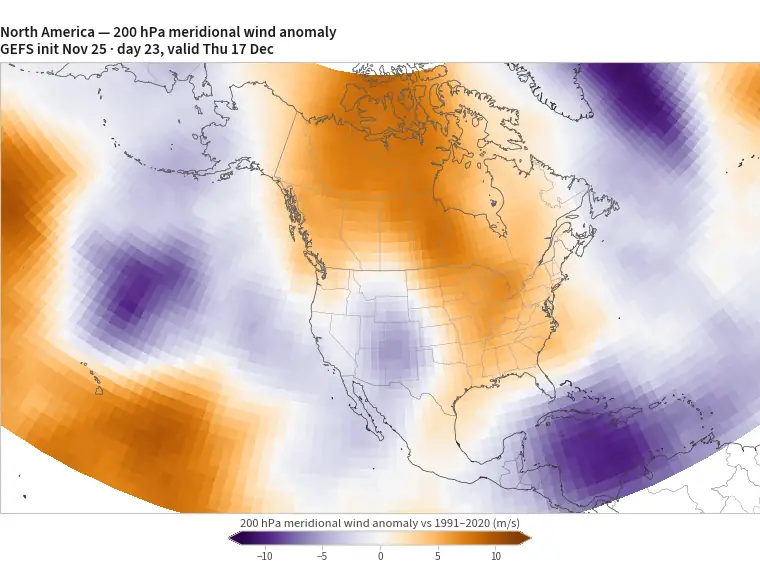 North America — 200 hPa meridional wind anomaly
GEFS init Nov 25 · day 23, valid Thu 17 Dec
200 hPa meridional wind anomaly vs 1991–2020 (m/s)
−10 −5 0 5 10